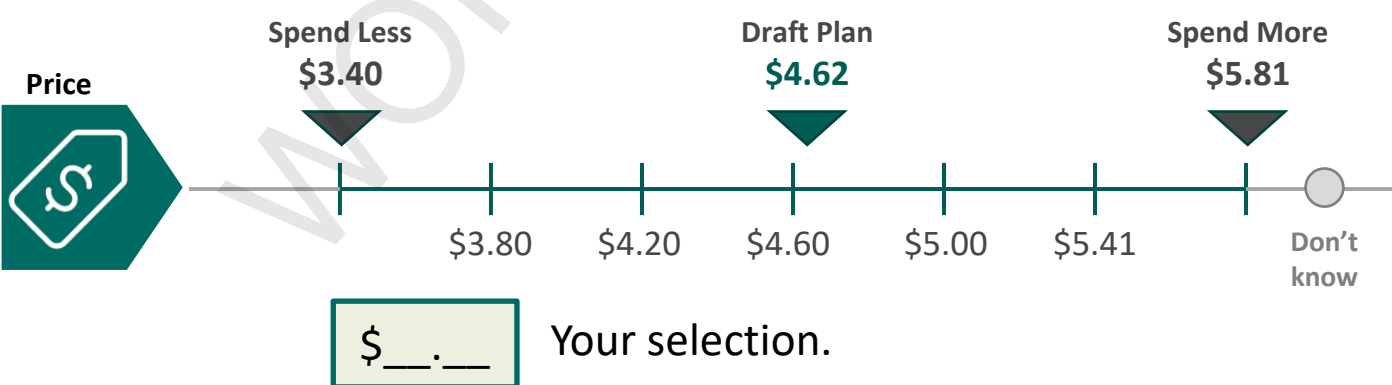 Spend Less
$3.40
Draft Plan
$4.62
Spend More
$5.81
Price
$
$3.80
$4.20
$4.60
$5.00
$5.41
Don't
know
$__.__ Your selection.